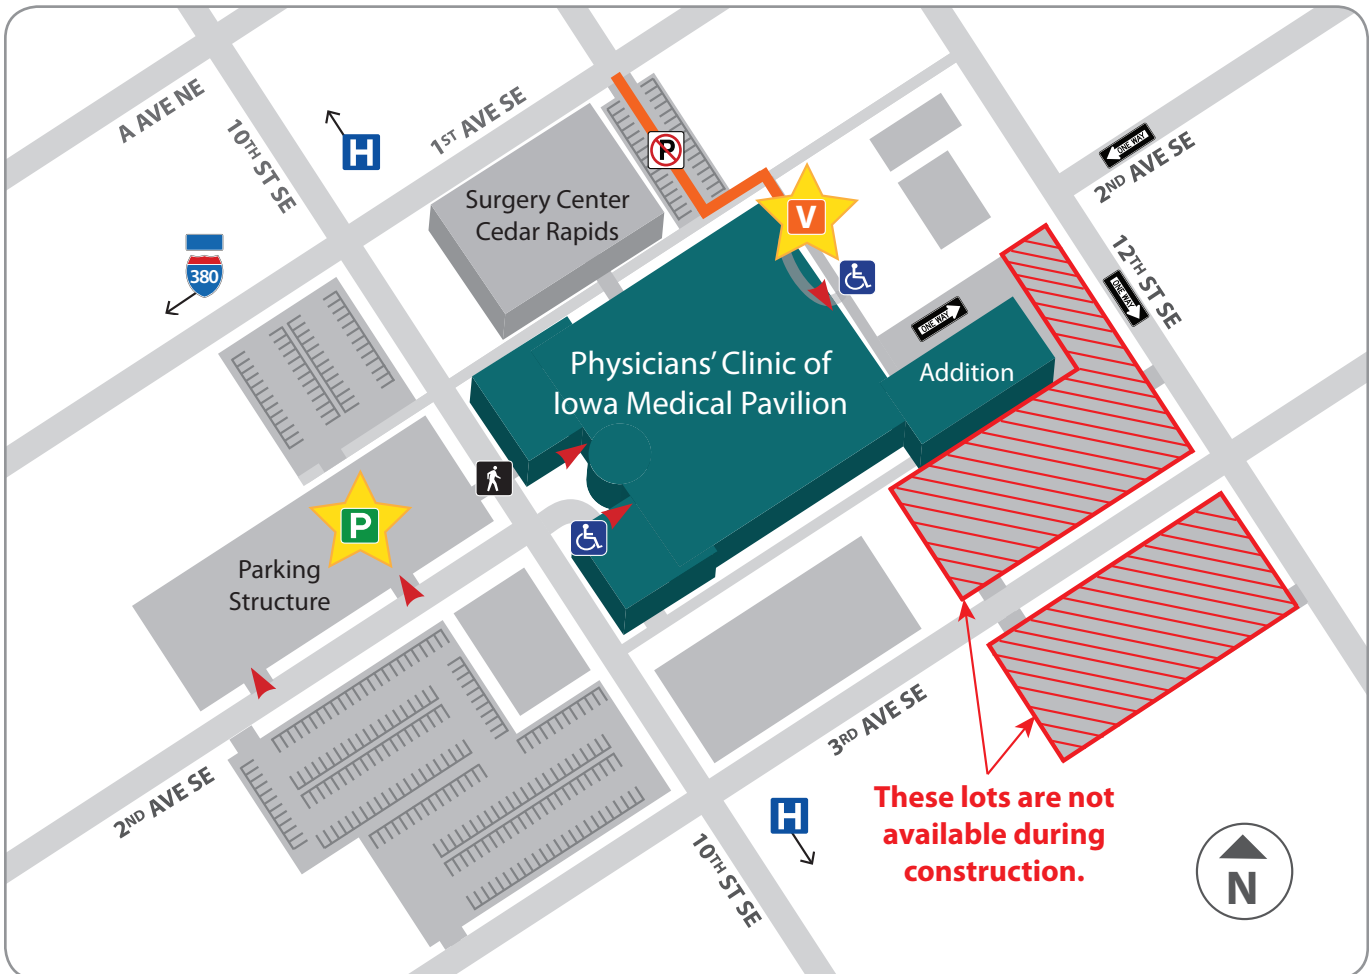 A AVE NE
10TH ST SE
H
1ST AVE SE
P
ONE WAY
2ND AVE SE
Surgery Center
Cedar Rapids
V
380
12TH ST SE
ONE WAY
ONE WAY
Physicians' Clinic of
Iowa Medical Pavilion
Addition
P
Parking
Structure
2ND AVE SE
3RD AVE SE
H
10TH ST SE
These lots are not
available during
construction.
N